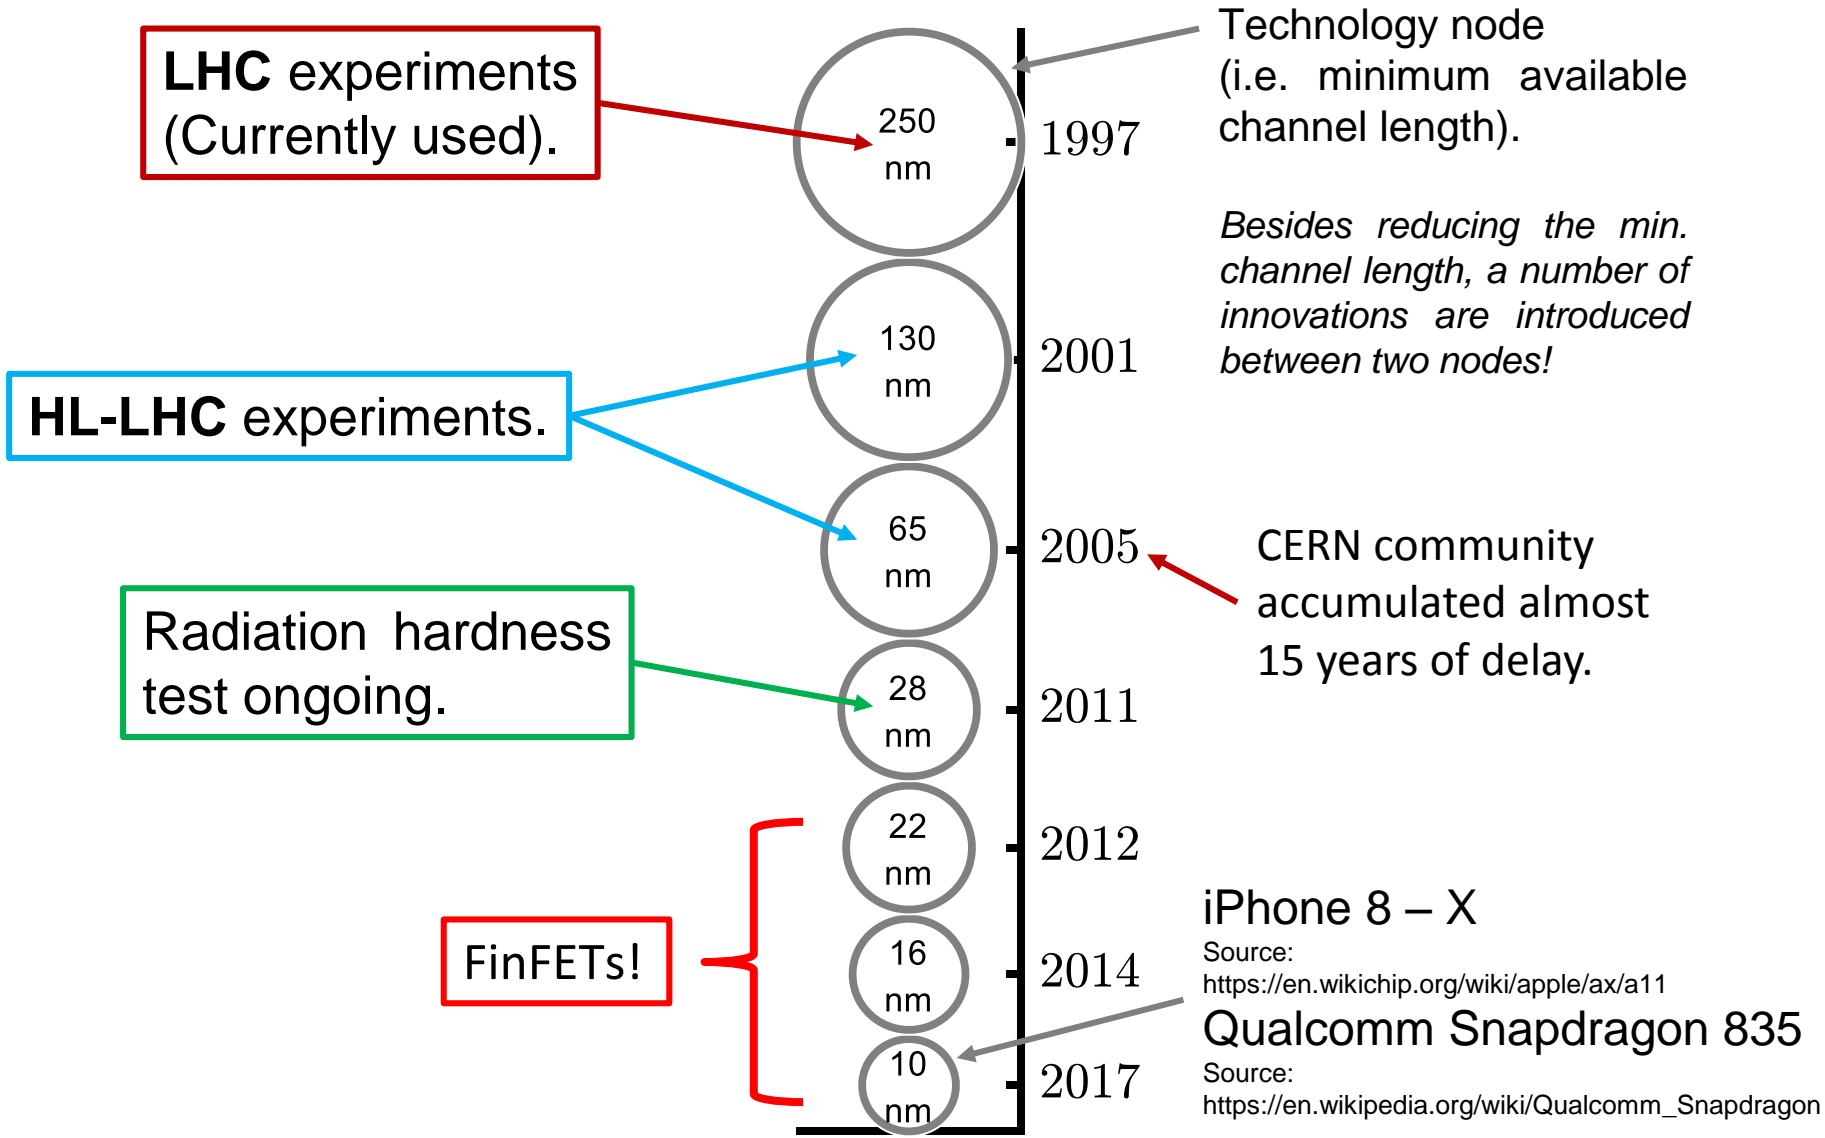 LHC experiments
(Currently used).
Technology node
(i.e. minimum available
channel length).
250
nm
1997
Besides reducing the min.
channel length, a number of
innovations are introduced
between two nodes!
130
nm
2001
HL-LHC experiments.
65
nm
2005
CERN community
accumulated almost
15 years of delay.
Radiation hardness
test ongoing.
28
nm
2011
22
nm
2012
FinFETs!
16
nm
2014
iPhone 8 – X
Source:
https://en.wikichip.org/wiki/apple/ax/a11
Qualcomm Snapdragon 835
Source:
https://en.wikipedia.org/wiki/Qualcomm_Snapdragon
10
nm
2017